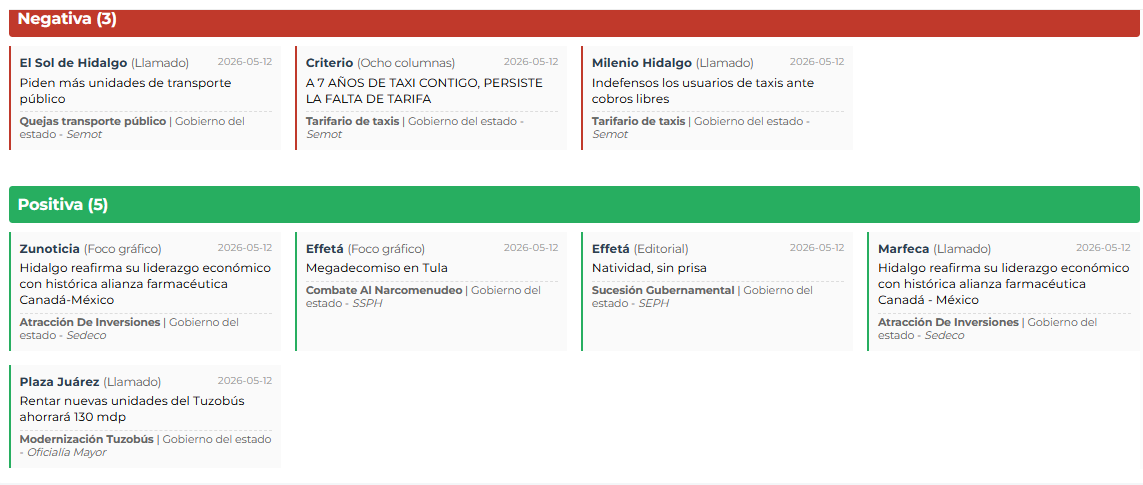 Negativa (3)
El Sol de Hidalgo (Llamado) 2026-05-12
Piden más unidades de transporte
público
Quejas transporte público | Gobierno del
estado - Semot
Criterio (Ocho columnas) 2026-05-12
A 7 AÑOS DE TAXI CONTIGO, PERSISTE
LA FALTA DE TARIFA
Tarifario de taxis | Gobierno del estado -
Semot
Milenio Hidalgo (Llamado) 2026-05-12
Indefensos los usuarios de taxis ante
cobros libres
Tarifario de taxis | Gobierno del estado -
Semot
Positiva (5)
Zunoticia (Foco gráfico) 2026-05-12
Hidalgo reafirma su liderazgo económico
con histórica alianza farmacéutica
Canadá-México
Atracción De Inversiones | Gobierno del
estado - Sedeco
Effetá (Foco gráfico) 2026-05-12
Megadecomiso en Tula
Combate Al Narcomenudeo | Gobierno del
estado - SSPH
Effetá (Editorial) 2026-05-12
Natividad, sin prisa
Sucesión Gubernamental | Gobierno del
estado - SEPH
Marfeca (Llamado) 2026-05-12
Hidalgo reafirma su liderazgo económico
con histórica alianza farmacéutica
Canadá - México
Atracción De Inversiones | Gobierno del
estado - Sedeco
Plaza Juárez (Llamado) 2026-05-12
Rentar nuevas unidades del Tuzobús
ahorrará 130 mdp
Modernización Tuzobús | Gobierno del estado
- Oficialía Mayor